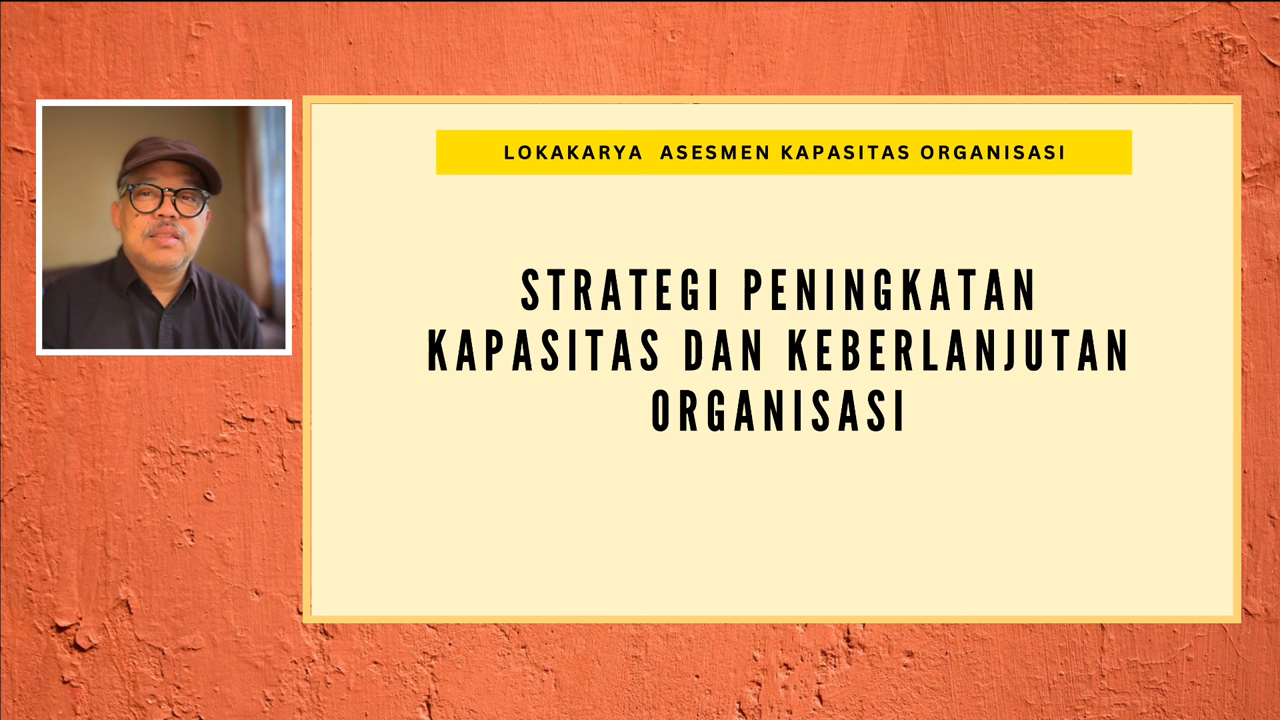 LOKAKARYA ASESMEN KAPASITAS ORGANISASI
STRATEGI PENINGKATAN
KAPASITAS DAN KEBERLANJUTAN
ORGANISASI